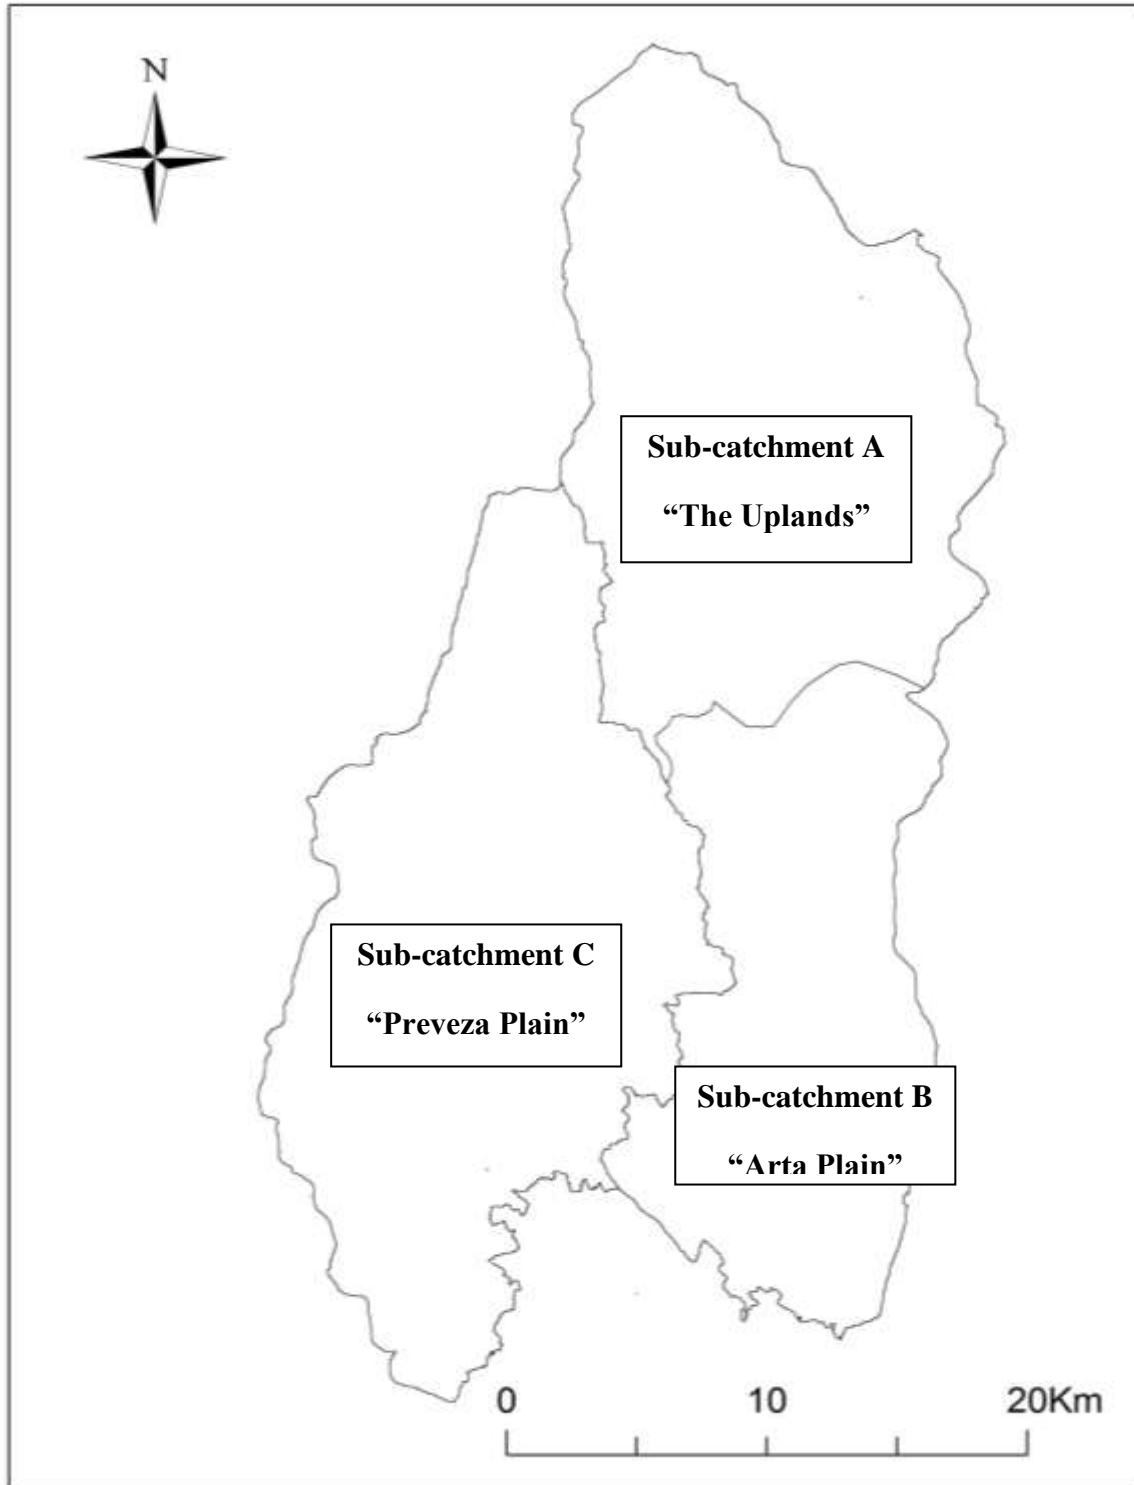 N
Sub-catchment A
“The Uplands”
Sub-catchment C
“Preveza Plain”
Sub-catchment B
“Arta Plain”
0 10 20Km